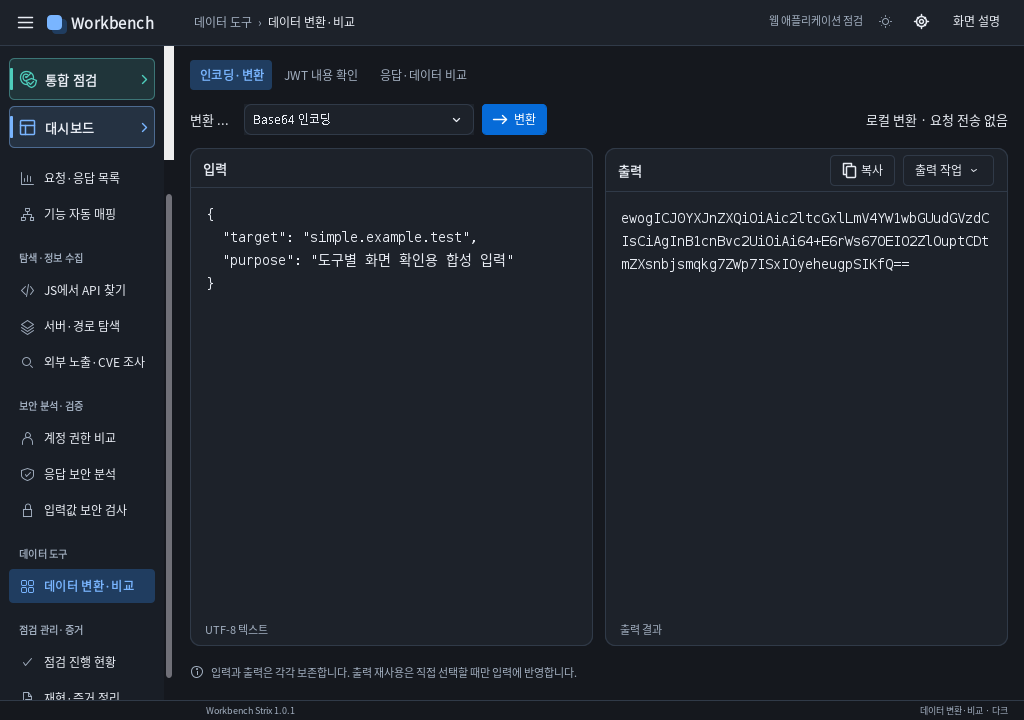 Workbench
데이터 도구 › 데이터 변환·비교
웹 애플리케이션 점검
화면 설명
통합 점검
대시보드
요청·응답 목록
기능 자동 매핑
탐색·정보 수집
JS에서 API 찾기
서버·경로 탐색
외부 노출·CVE 조사
보안 분석·검증
계정 권한 비교
응답 보안 분석
입력값 보안 검사
데이터 도구
데이터 변환·비교
점검 관리·증거
점검 진행 현황
재현·증거 정리
인코딩·변환 JWT 내용 확인 응답·데이터 비교
변환 ... Base64 인코딩 변환 로컬 변환 · 요청 전송 없음
입력
{
  "target": "simple.example.test",
  "purpose": "도구별 화면 확인용 합성 입력"
}
UTF-8 텍스트
출력 복사 출력 작업
ewogICJ0YXJnZXQiOiAic2ltcGxlLmV4YW1wbGUudGVzdC
IsCiAgInB1cnBvc2UiOiAi64+E6rWs67OEIO2ZlOuptCDt
mZXsnbjsmqkg7ZWp7ISxIOyeheugpSIKfQ==
출력 결과
입력과 출력은 각각 보존합니다. 출력 재사용은 직접 선택할 때만 입력에 반영합니다.
Workbench Strix 1.0.1
데이터 변환·비교 · 다크